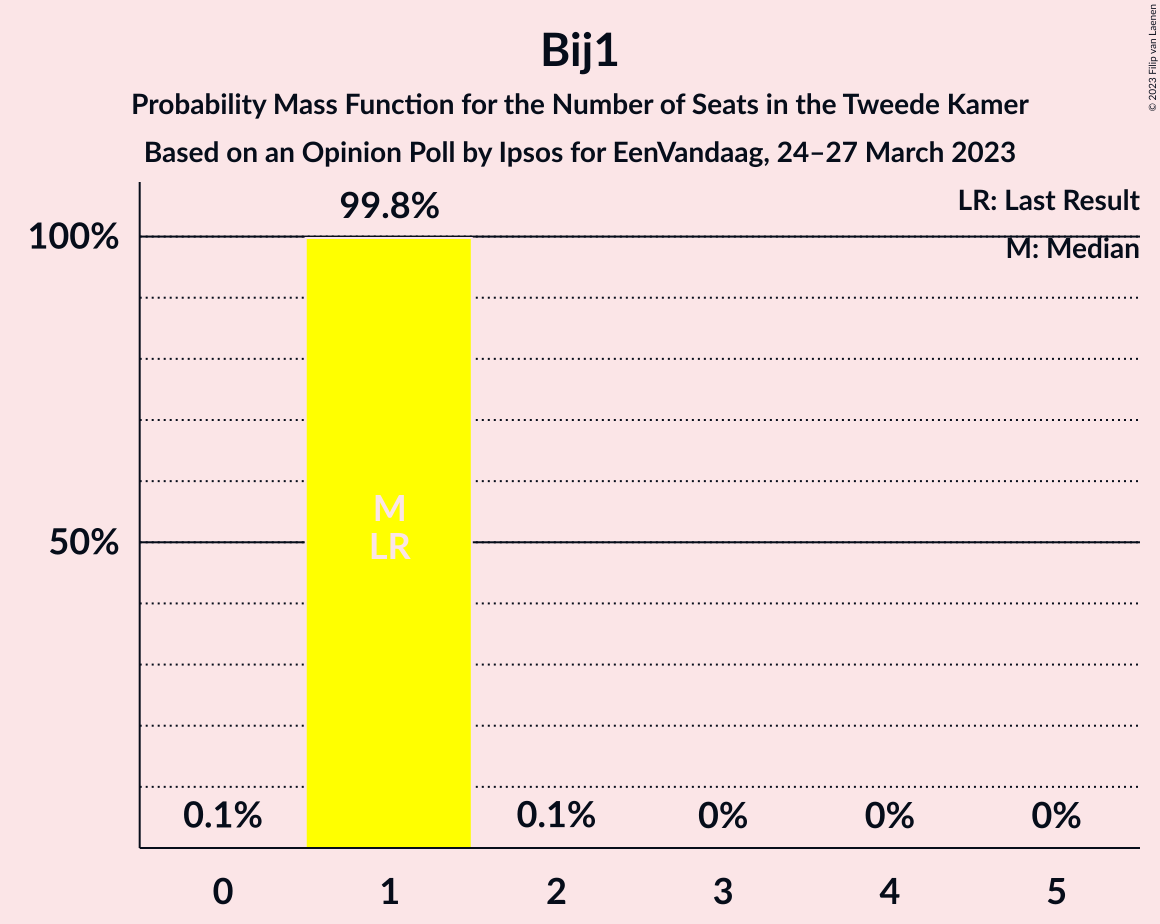 Bij1
Probability Mass Function for the Number of Seats in the Tweede Kamer
Based on an Opinion Poll by Ipsos for EenVandaag, 24–27 March 2023
© 2023 Filip van Laenen
LR: Last Result
M: Median
99.8%
100%
50%
M
LR
0.1%
0.1%
0%
0%
0%
0
1
2
3
4
5